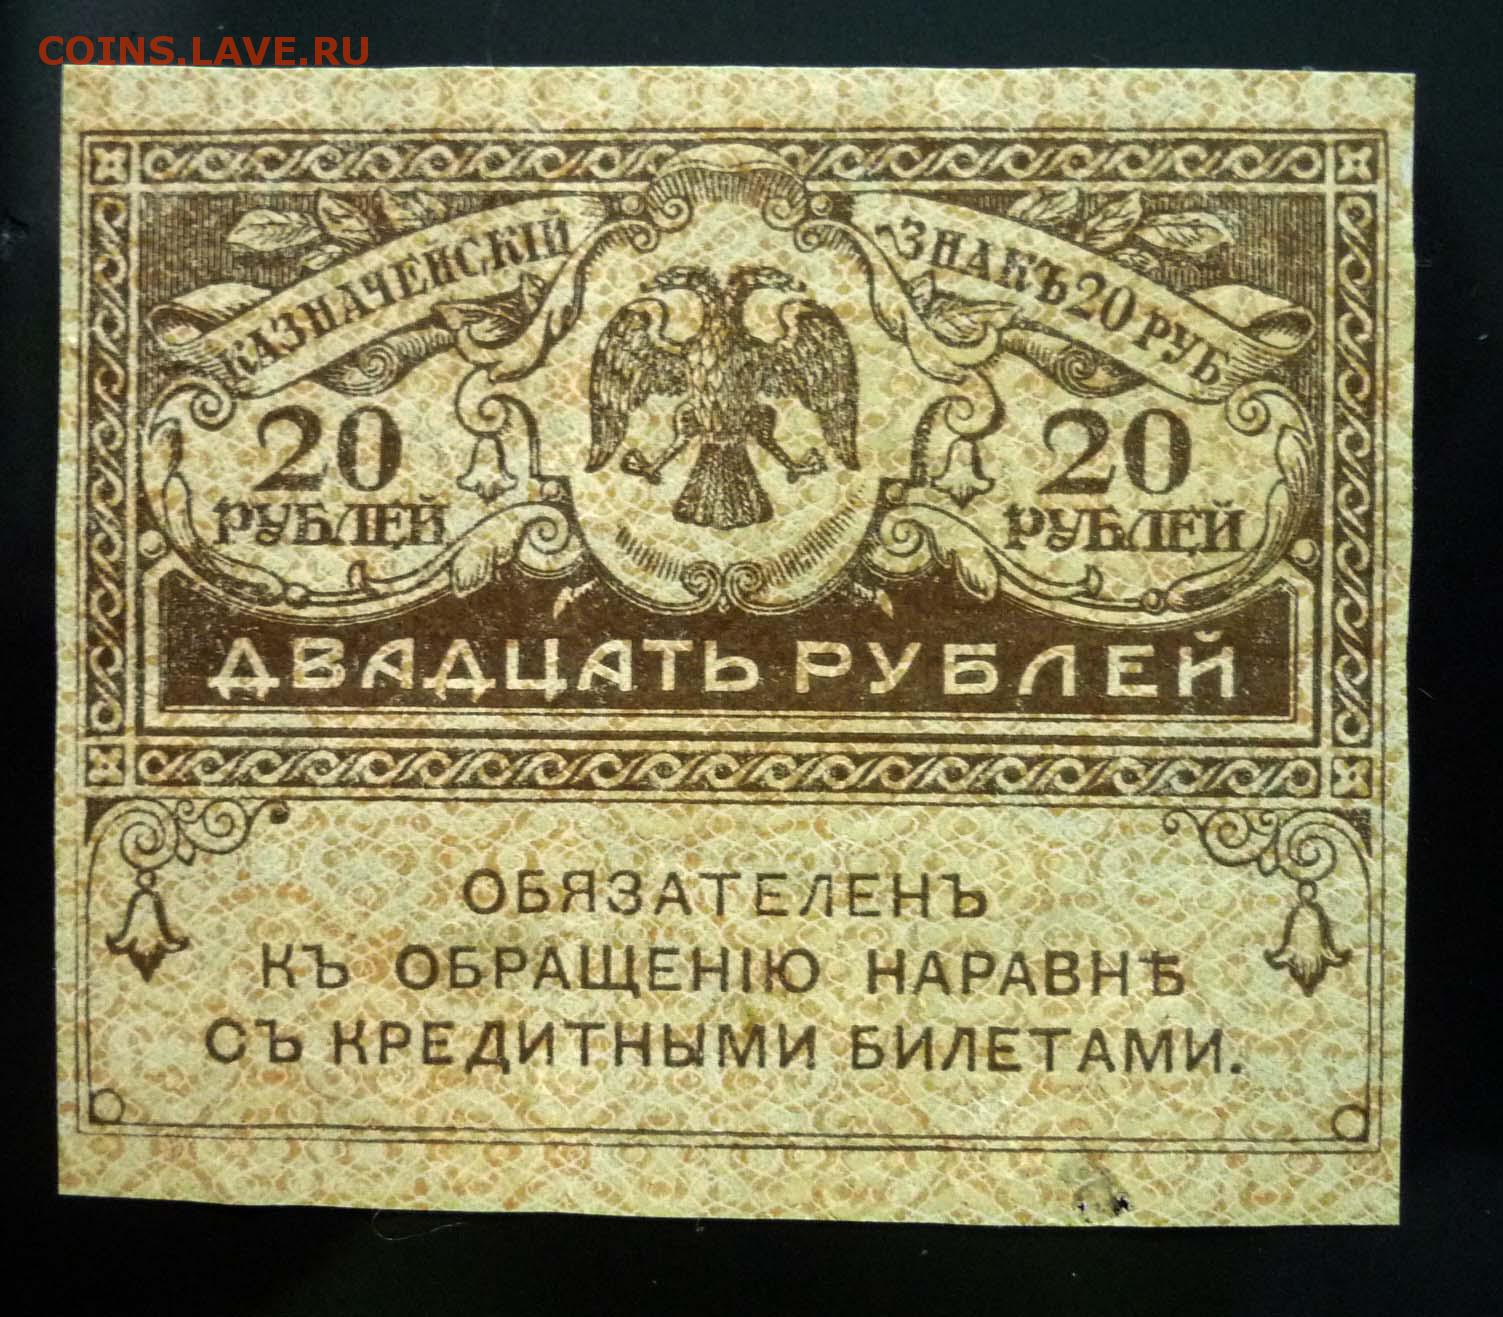 COINS.LAVE.RU
КАЗНАЧЕЙСКІЙ
ЗНАКЪ 20 РУБ
20
РУБЛЕЙ
20
РУБЛЕЙ
ДВАДЦАТЬ РУБЛЕЙ
ОБЯЗАТЕЛЕНЪ
КЪ ОБРАЩЕНІЮ НАРАВНѢ
СЪ КРЕДИТНЫМИ БИЛЕТАМИ.